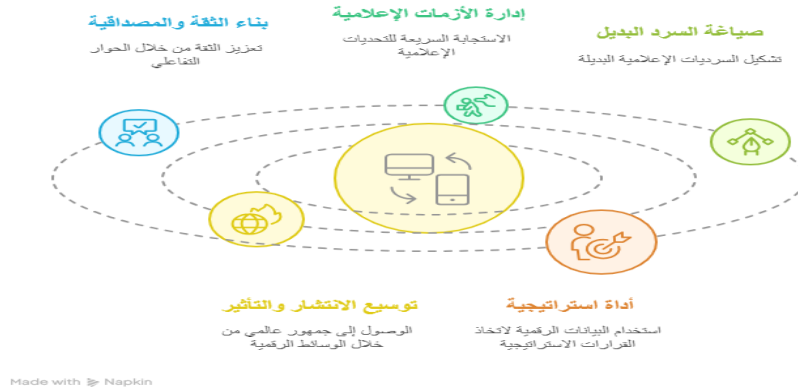 إدارة الأزمات الإعلامية
الاستجابة السريعة للتحديات
الإعلامية
صياغة السرد البديل
تشكيل السرديات الإعلامية البديلة
بناء الثقة والمصداقية
تعزيز الثقة من خلال الحوار
التفاعلي
أداة استراتيجية
استخدام البيانات الرقمية لاتخاذ
القرارات الاستراتيجية
توسيع الانتشار والتأثير
الوصول إلى جمهور عالمي من
خلال الوسائط الرقمية
Made with Napkin